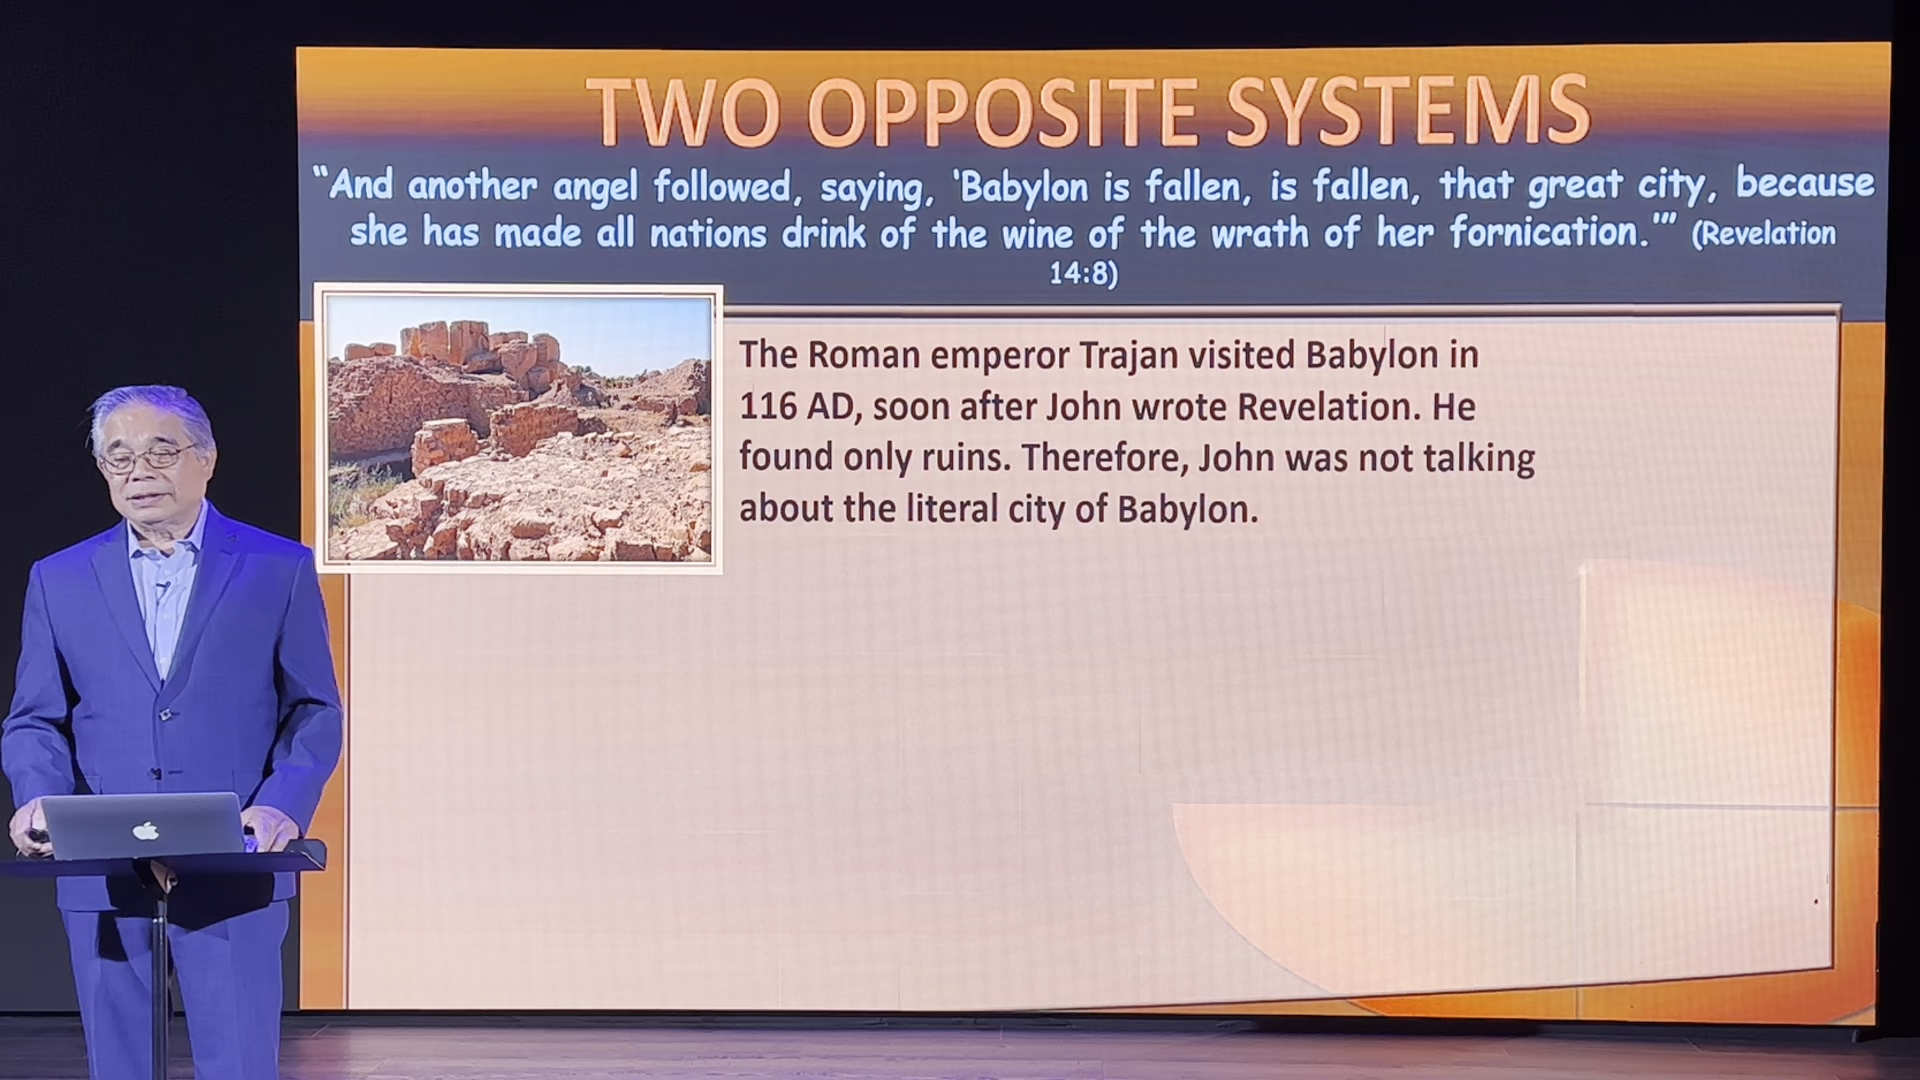 TWO OPPOSITE SYSTEMS
“And another angel followed, saying, ‘Babylon is fallen, is fallen, that great city, because
she has made all nations drink of the wine of the wrath of her fornication.’” (Revelation
14:8)
The Roman emperor Trajan visited Babylon in
116 AD, soon after John wrote Revelation. He
found only ruins. Therefore, John was not talking
about the literal city of Babylon.